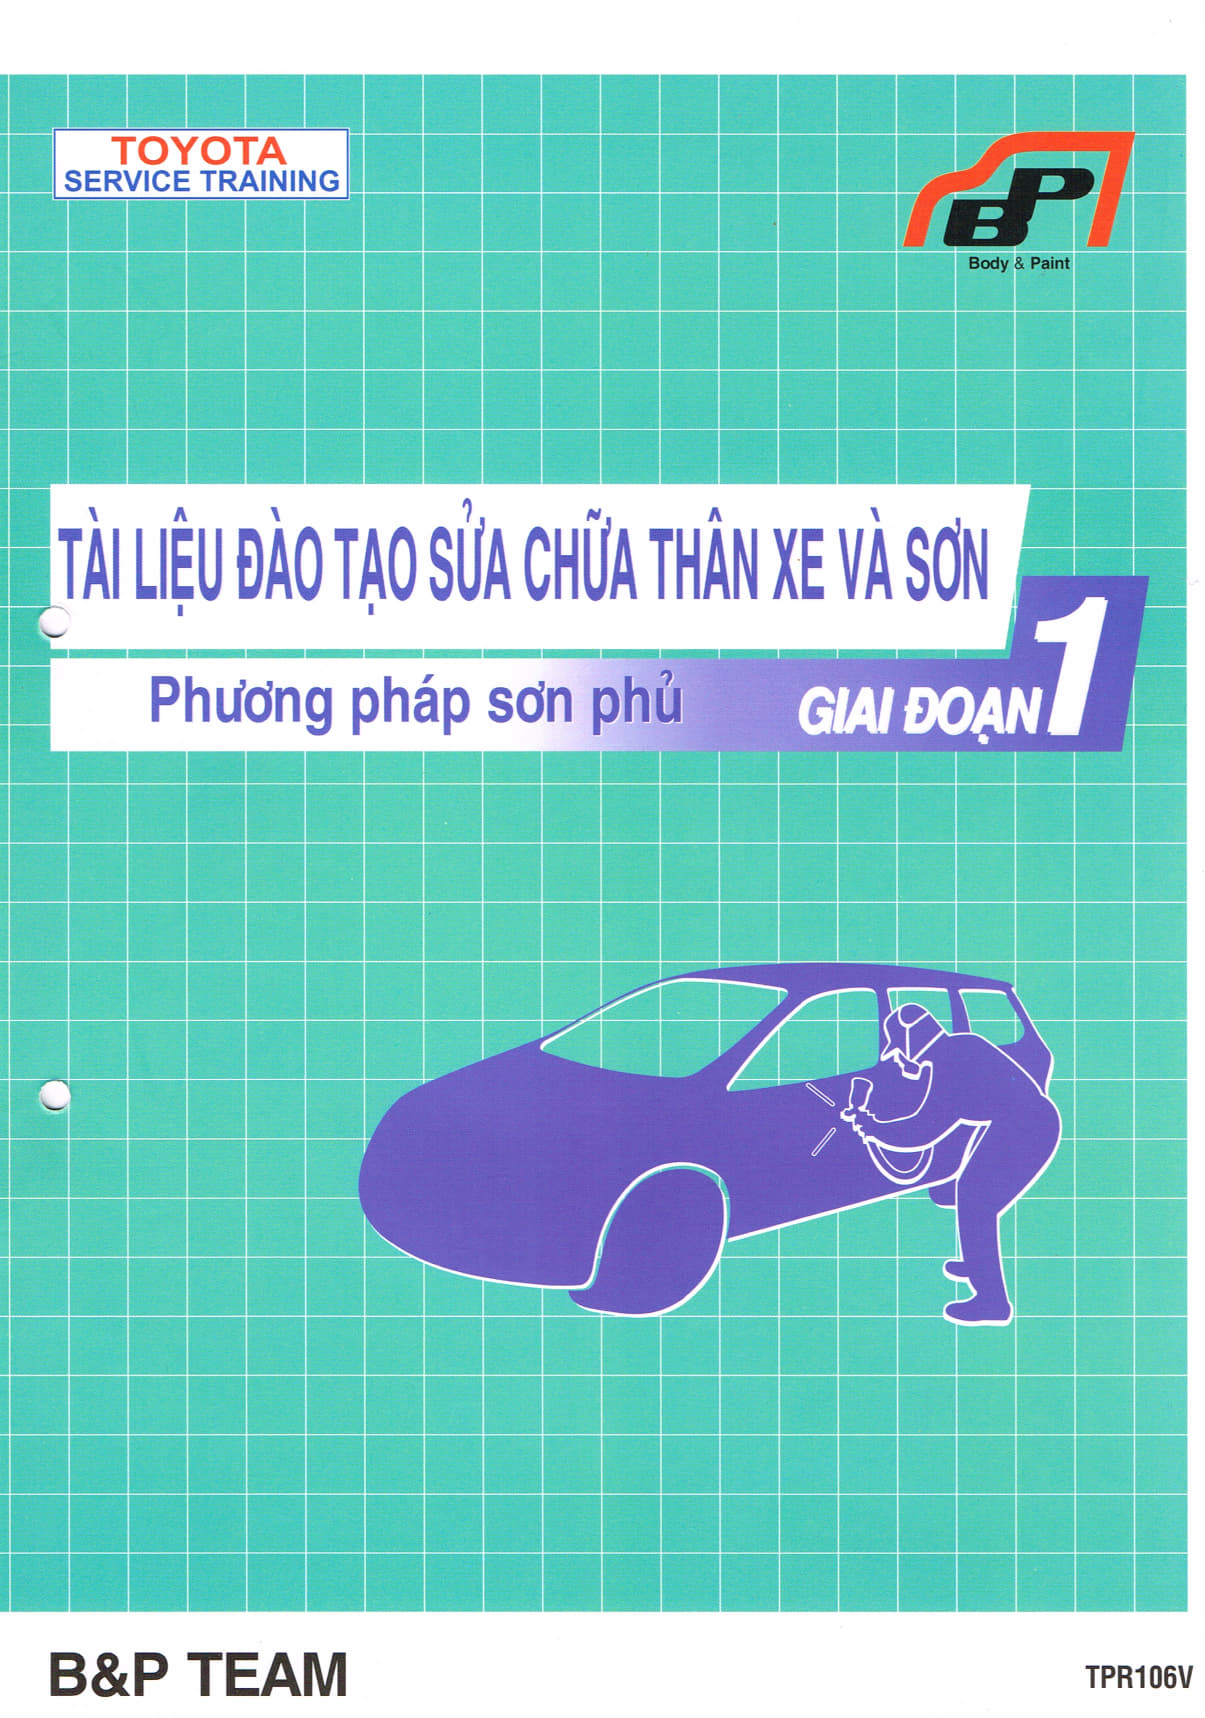 TOYOTA
SERVICE TRAINING
BP
Body & Paint
TÀI LIỆU ĐÀO TẠO SỬA CHỮA THÂN XE VÀ SƠN
Phương pháp sơn phủ
GIAI ĐOẠN 1
B&P TEAM
TPR106V